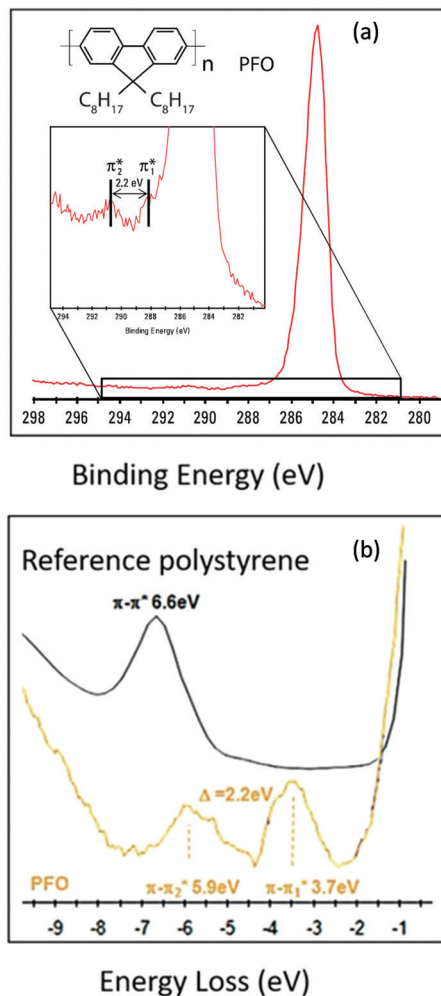 (a)
n PFO
C8H17 C8H17
π2* π1*
2.2 eV
294 292 290 288 286 284 282
Binding Energy (eV)
298 296 294 292 290 288 286 284 282 280
Binding Energy (eV)
(b)
Reference polystyrene
π-π* 6.6eV
Δ =2.2eV
PFO π-π2* 5.9eV π-π1* 3.7eV
-9 -8 -7 -6 -5 -4 -3 -2 -1
Energy Loss (eV)